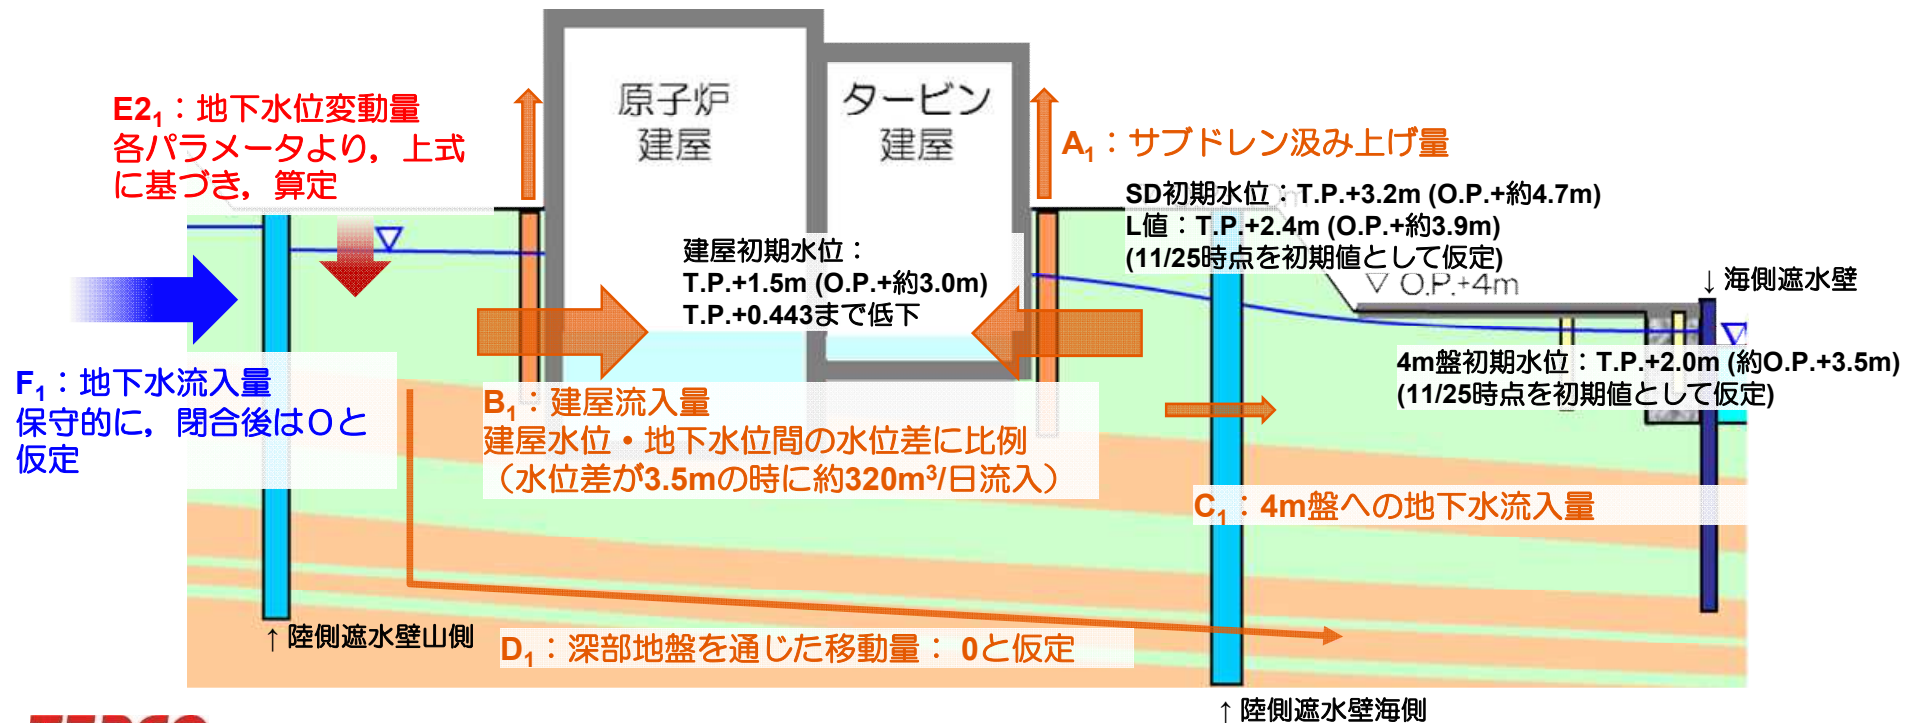 原子炉
建屋
タービン
建屋
E2₁：地下水位変動量
各パラメータより，上式
に基づき，算定
A₁：サブドレン汲み上げ量
SD初期水位：T.P.+3.2m (O.P.+約4.7m)
L値：T.P.+2.4m (O.P.+約3.9m)
(11/25時点を初期値として仮定)
建屋初期水位：
T.P.+1.5m (O.P.+約3.0m)
T.P.+0.443まで低下
▽ O.P.+4m
↓ 海側遮水壁
4m盤初期水位：T.P.+2.0m (約O.P.+3.5m)
(11/25時点を初期値として仮定)
F₁：地下水流入量
保守的に，閉合後は０と
仮定
B₁：建屋流入量
建屋水位・地下水位間の水位差に比例
（水位差が3.5mの時に約320m³/日流入）
C₁：4m盤への地下水流入量
↑ 陸側遮水壁山側
D₁：深部地盤を通じた移動量： 0と仮定
↑ 陸側遮水壁海側
TEPCO